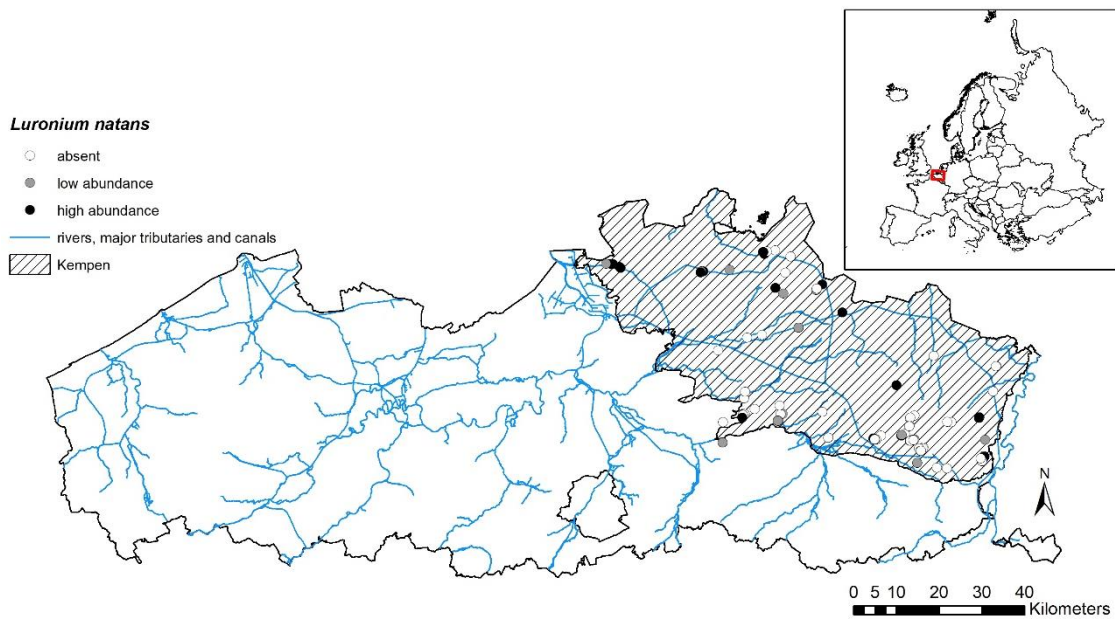 Luronium natans
absent
low abundance
high abundance
rivers, major tributaries and canals
Kempen
N
0 5 10 20 30 40
Kilometers